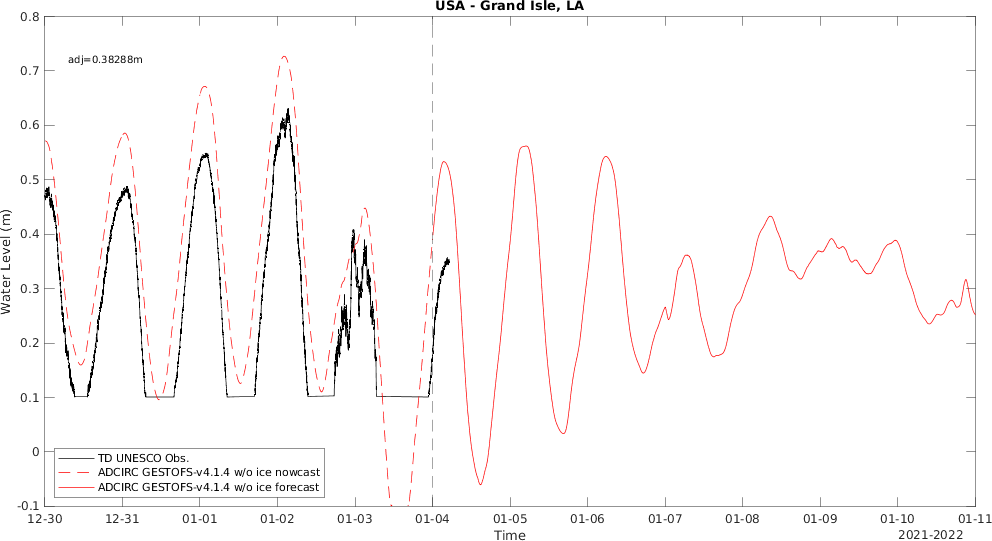 USA - Grand Isle, LA
adj=0.38288m
Water Level (m)
0.8
0.7
0.6
0.5
0.4
0.3
0.2
0.1
0
-0.1
TD UNESCO Obs.
ADCIRC GESTOFS-v4.1.4 w/o ice nowcast
ADCIRC GESTOFS-v4.1.4 w/o ice forecast
12-30 12-31 01-01 01-02 01-03 01-04 01-05 01-06 01-07 01-08 01-09 01-10 01-11
Time
2021-2022